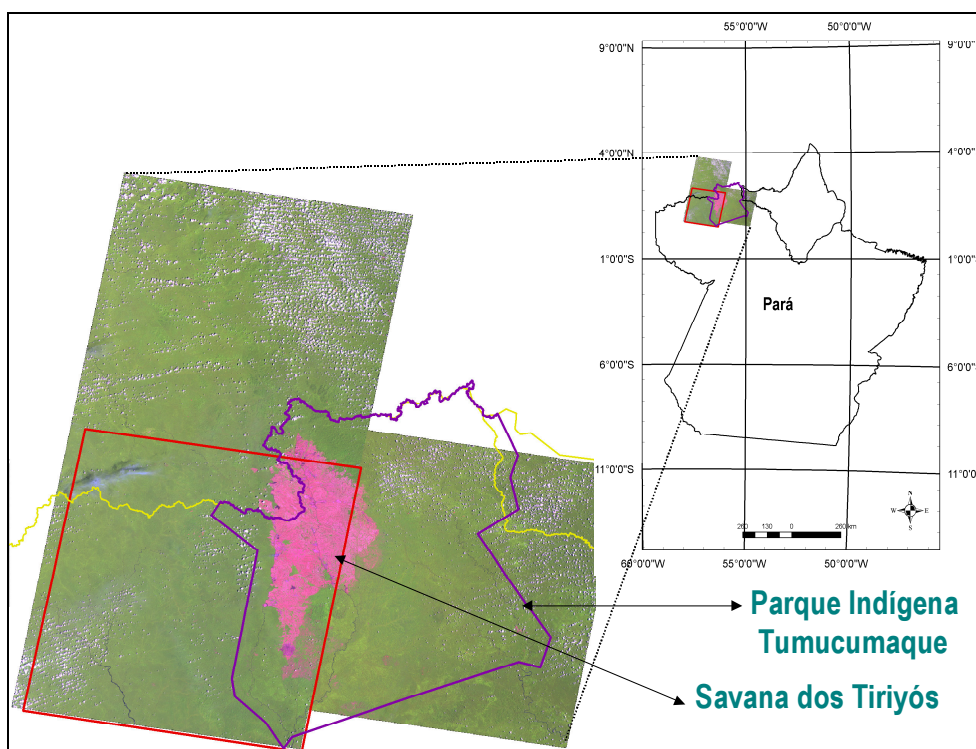 55°0'0"W 50°0'0"W
9°0'0"N 9°0'0"N
4°0'0"N 4°0'0"N
1°0'0"S 1°0'0"S
Pará
6°0'0"S 6°0'0"S
11°0'0"S 11°0'0"S
N
W E
S
260 130 0 260 km
60°0'0"W 55°0'0"W 50°0'0"W
Parque Indígena
Tumucumaque
Savana dos Tiriyós